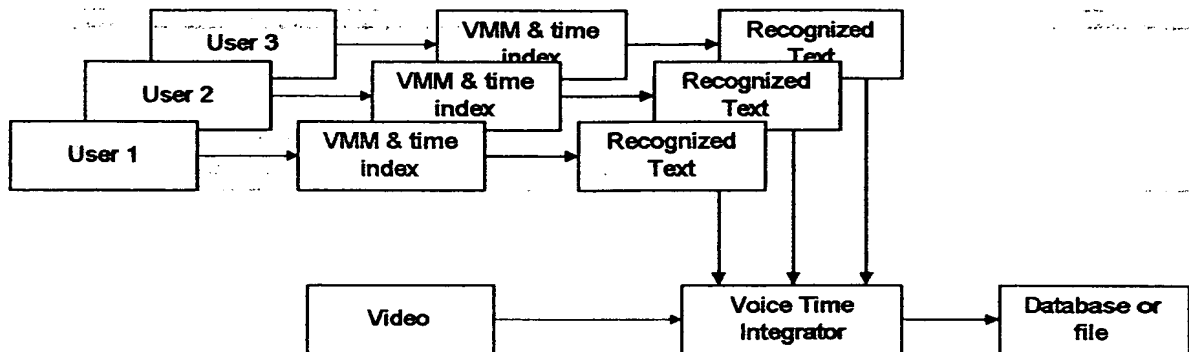 User 3
VMM & time
index
Recognized
Text
User 2
VMM & time
index
Recognized
Text
User 1
VMM & time
index
Recognized
Text
Video
Voice Time
Integrator
Database or
file